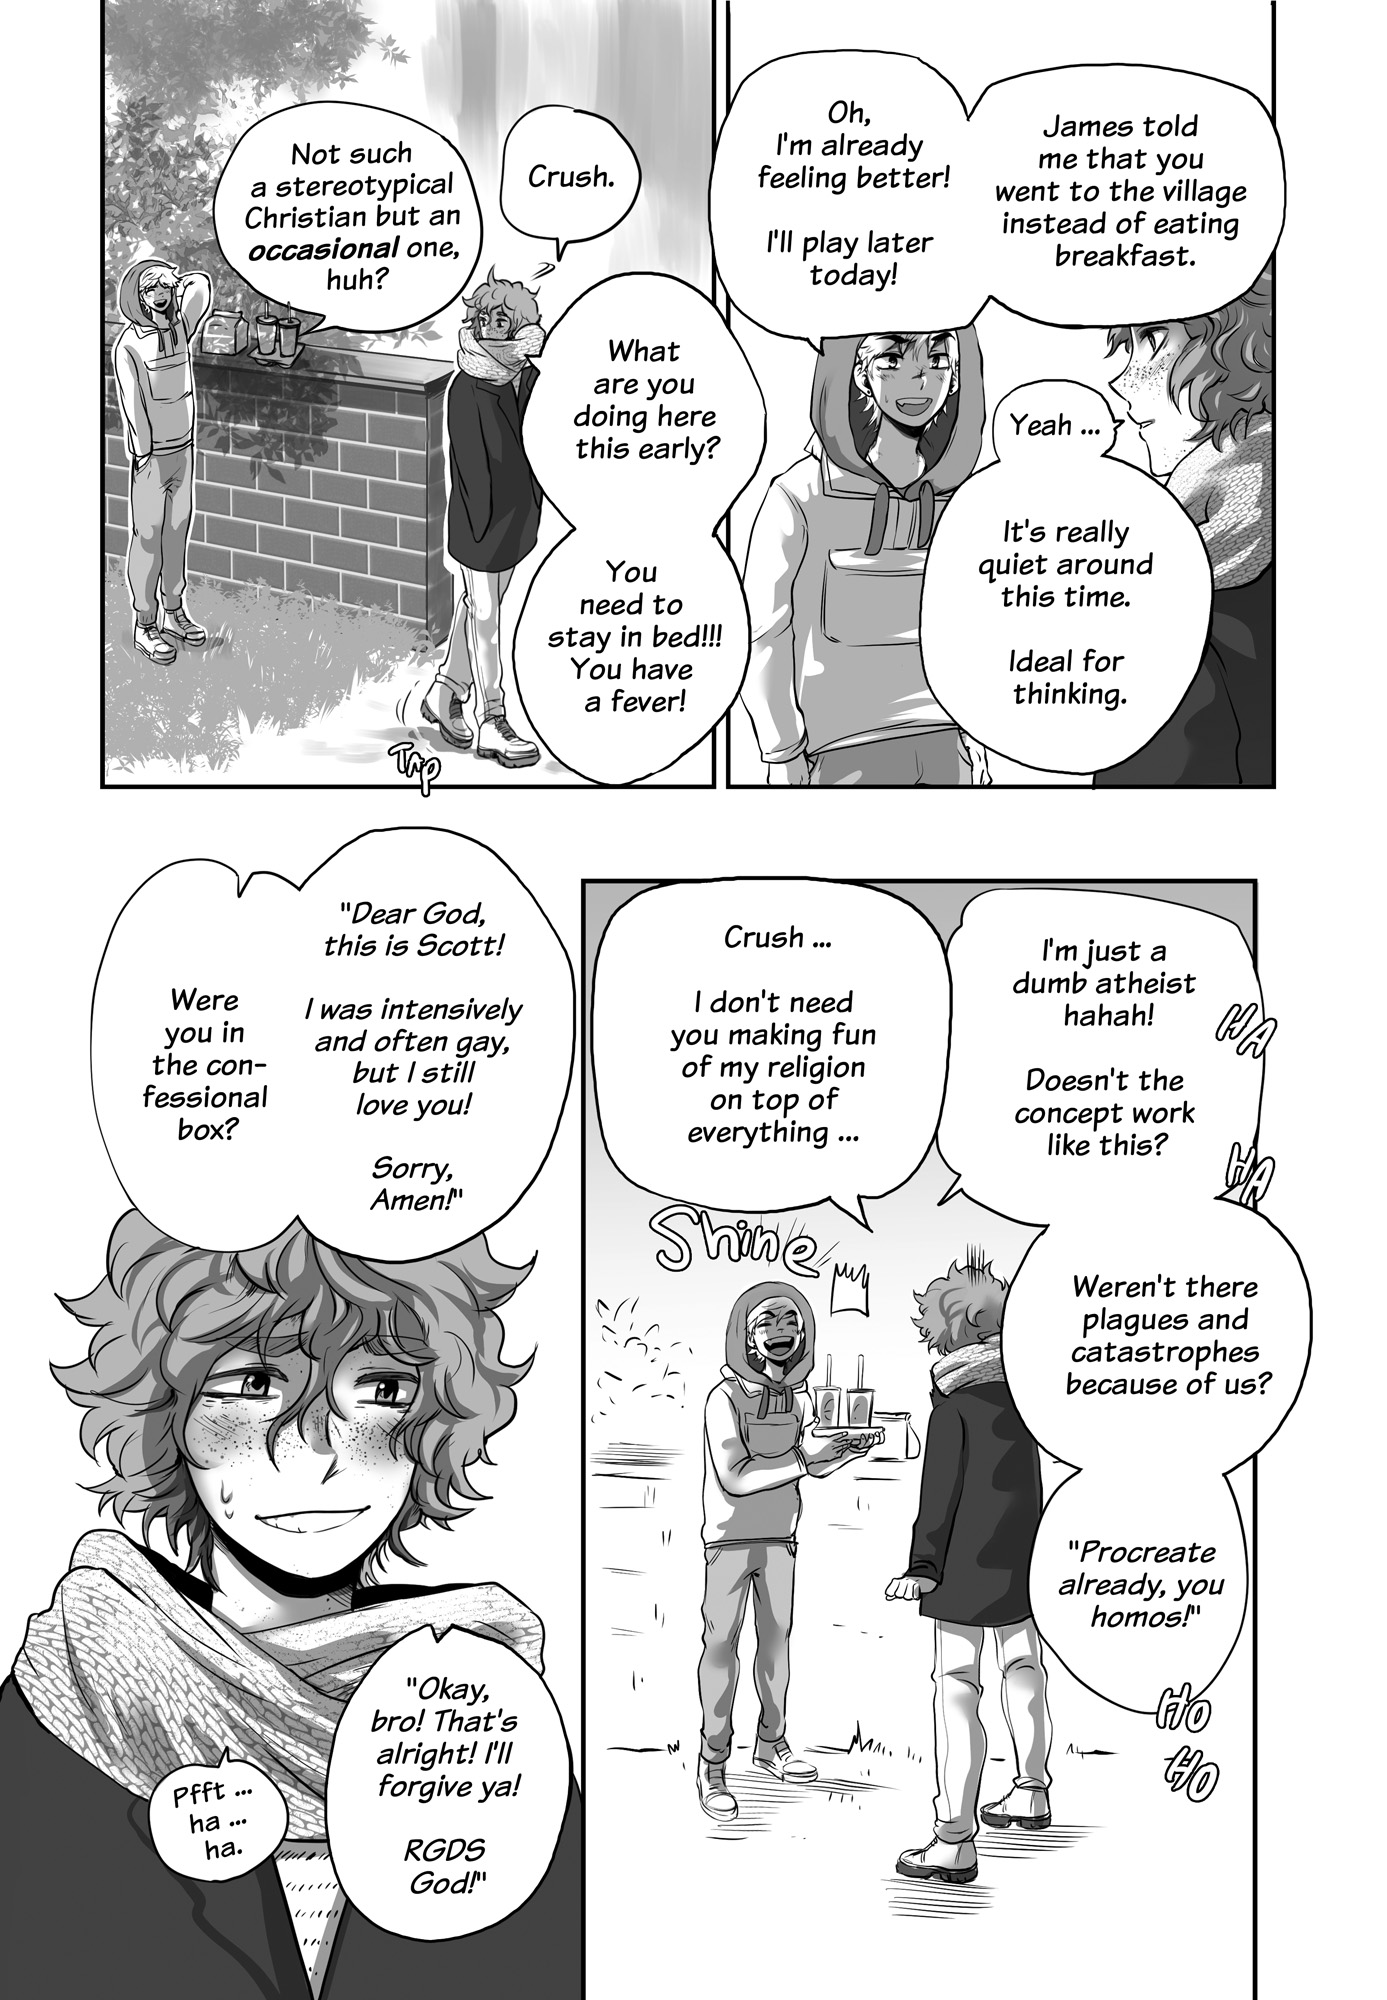 Not such
a stereotypical
Christian but an
occasional one,
huh?
Crush.
What
are you
doing here
this early?
You
need to
stay in bed!!!
You have
a fever!
Tap
Oh,
I'm already
feeling better!
I'll play later
today!
James told
me that you
went to the village
instead of eating
breakfast.
Yeah ...
It's really
quiet around
this time.
Ideal for
thinking.
Were
you in
the con-
fessional
box?
"Dear God,
this is Scott!
I was intensively
and often gay,
but I still
love you!
Sorry,
Amen!"
"Okay,
bro! That's
alright! I'll
forgive ya!
RGDS
God!"
Pfft ...
ha ...
ha.
Crush ...
I don't need
you making fun
of my religion
on top of
everything ...
I'm just a
dumb atheist
hahah!
Doesn't the
concept work
like this?
HA
HA
Shine
Weren't there
plagues and
catastrophes
because of us?
"Procreate
already, you
homos!"
HO
HO